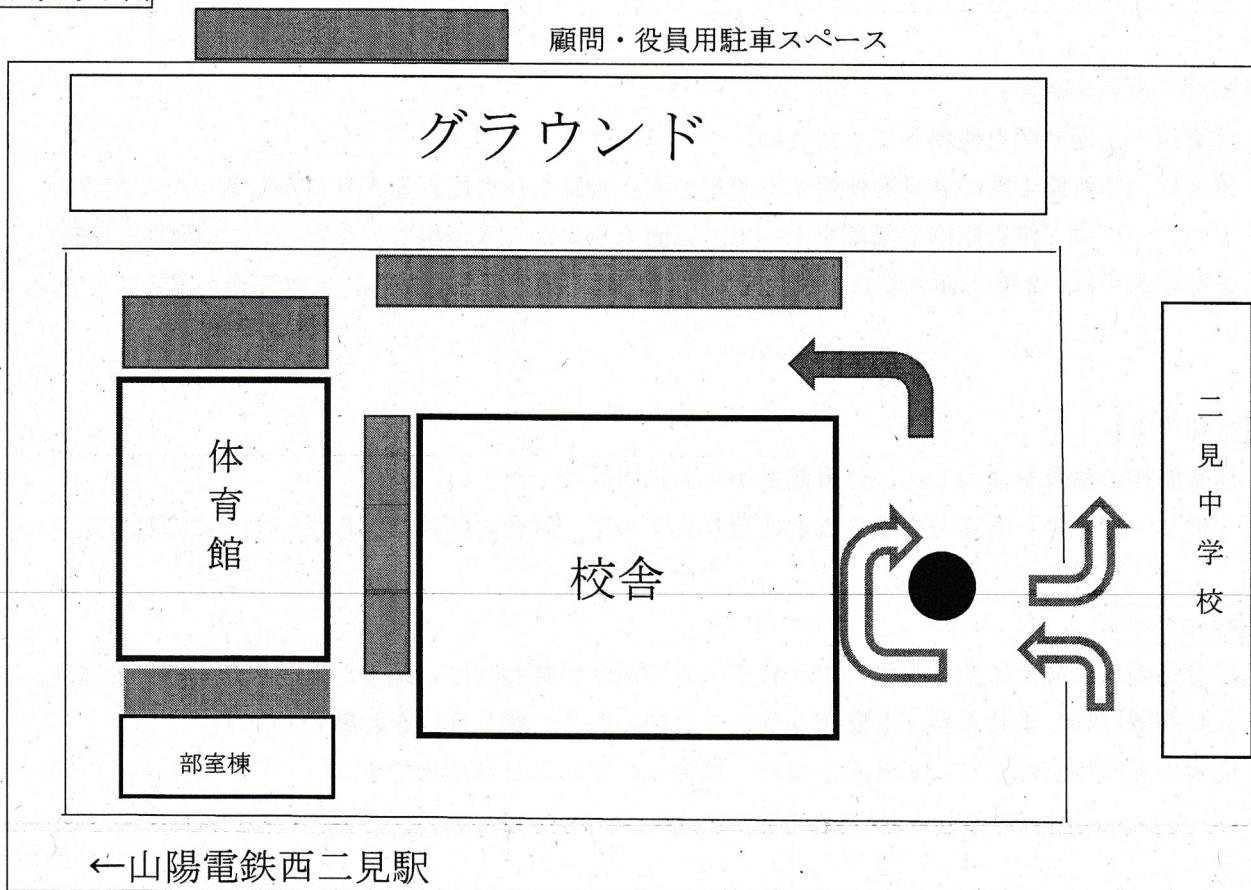 顧問・役員用駐車スペース
グラウンド
体育館
校舎
二見中学校
部室棟
←山陽電鉄西二見駅